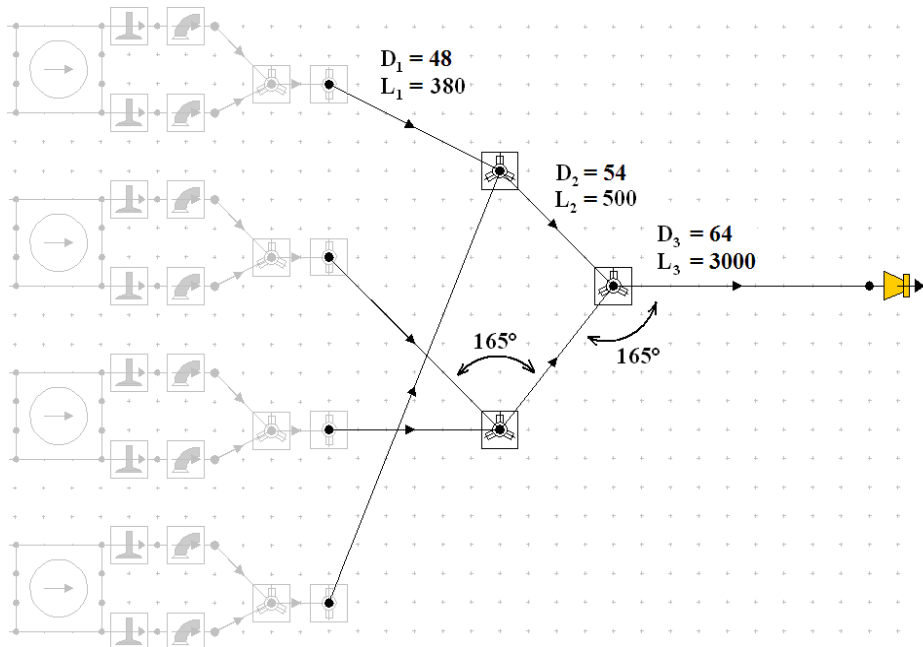 D₁ = 48
L₁ = 380
D₂ = 54
L₂ = 500
D₃ = 64
L₃ = 3000
165°
165°